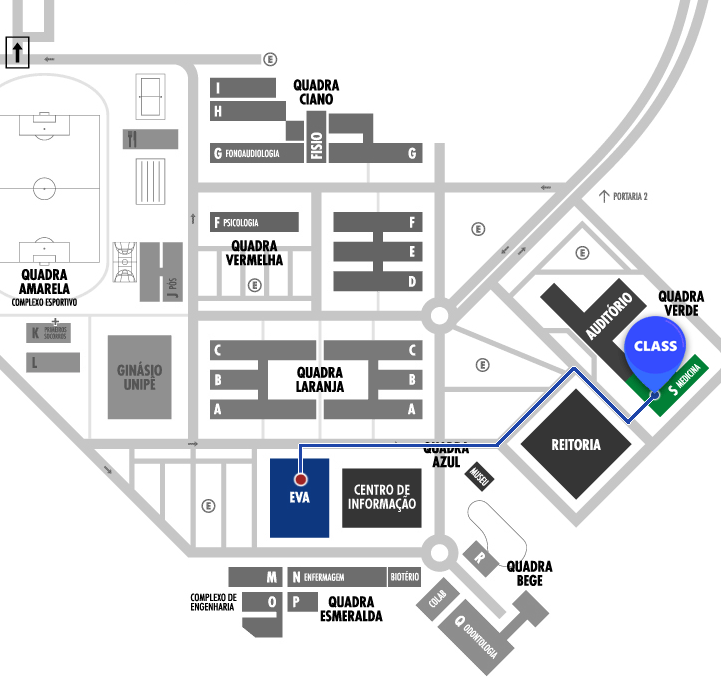 E
I
QUADRA
CIANO
H
FISIO
G FONOAUDIOLOGIA
G
PORTARIA 2
F PSICOLOGIA
F
E
QUADRA
VERMELHA
E
E
E
D
J PÓS
QUADRA
AMARELA
COMPLEXO ESPORTIVO
AUDITÓRIO
QUADRA
VERDE
K PRIMEIROS
SOCORROS
CLASS
L
GINÁSIO
UNIPÊ
C
C
B
QUADRA
LARANJA
B
A
A
E
S MEDICINA
REITORIA
QUADRA
AZUL
MUSEU
EVA
CENTRO DE
INFORMAÇÃO
E
R
QUADRA
BEGE
M
N ENFERMAGEM
BIOTÉRIO
COMPLEXO DE
ENGENHARIA
O
P
QUADRA
ESMERALDA
COLAB
Q ODONTOLOGIA